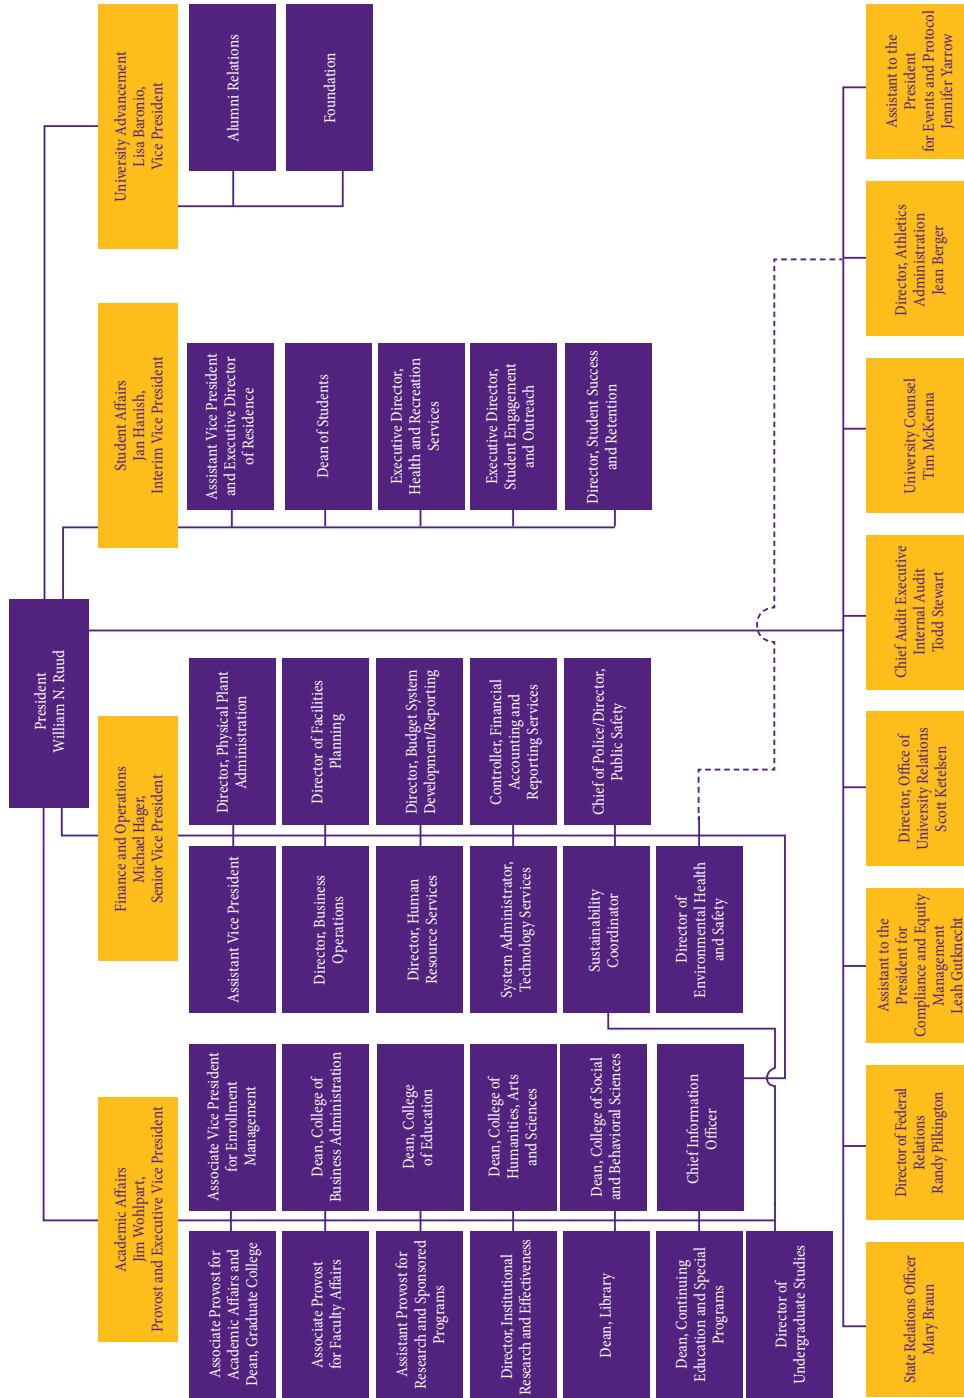 President
William N. Ruud
Academic Affairs
Jim Wohlpart,
Provost and Executive Vice President
Finance and Operations
Michael Hager,
Senior Vice President
Student Affairs
Jan Hanish,
Interim Vice President
University Advancement
Lisa Baronio,
Vice President
Associate Provost for
Academic Affairs and
Dean, Graduate College
Associate Vice President
for Enrollment
Management
Associate Provost
for Faculty Affairs
Dean, College of
Business Administration
Assistant Provost for
Research and Sponsored
Programs
Dean, College
of Education
Director, Institutional
Research and Effectiveness
Dean, College of
Humanities, Arts
and Sciences
Dean, Library
Dean, College of Social
and Behavioral Sciences
Dean, Continuing
Education and Special
Programs
Chief Information
Officer
Director of
Undergraduate Studies
Assistant Vice President
Director, Physical Plant
Administration
Director, Business
Operations
Director of Facilities
Planning
Director, Human
Resource Services
Director, Budget System
Development/Reporting
System Administrator,
Technology Services
Controller, Financial
Accounting and
Reporting Services
Sustainability
Coordinator
Chief of Police/Director,
Public Safety
Director of
Environmental Health
and Safety
Assistant Vice President
and Executive Director
of Residence
Dean of Students
Executive Director,
Health and Recreation
Services
Executive Director,
Student Engagement
and Outreach
Director, Student Success
and Retention
Alumni Relations
Foundation
State Relations Officer
Mary Braun
Director of Federal
Relations
Randy Pilkington
Assistant to the
President for
Compliance and Equity
Management
Leah Gutknecht
Director, Office of
University Relations
Scott Ketelsen
Chief Audit Executive
Internal Audit
Todd Stewart
University Counsel
Tim McKenna
Director, Athletics
Administration
Jean Berger
Assistant to the
President
for Events and Protocol
Jennifer Yarrow